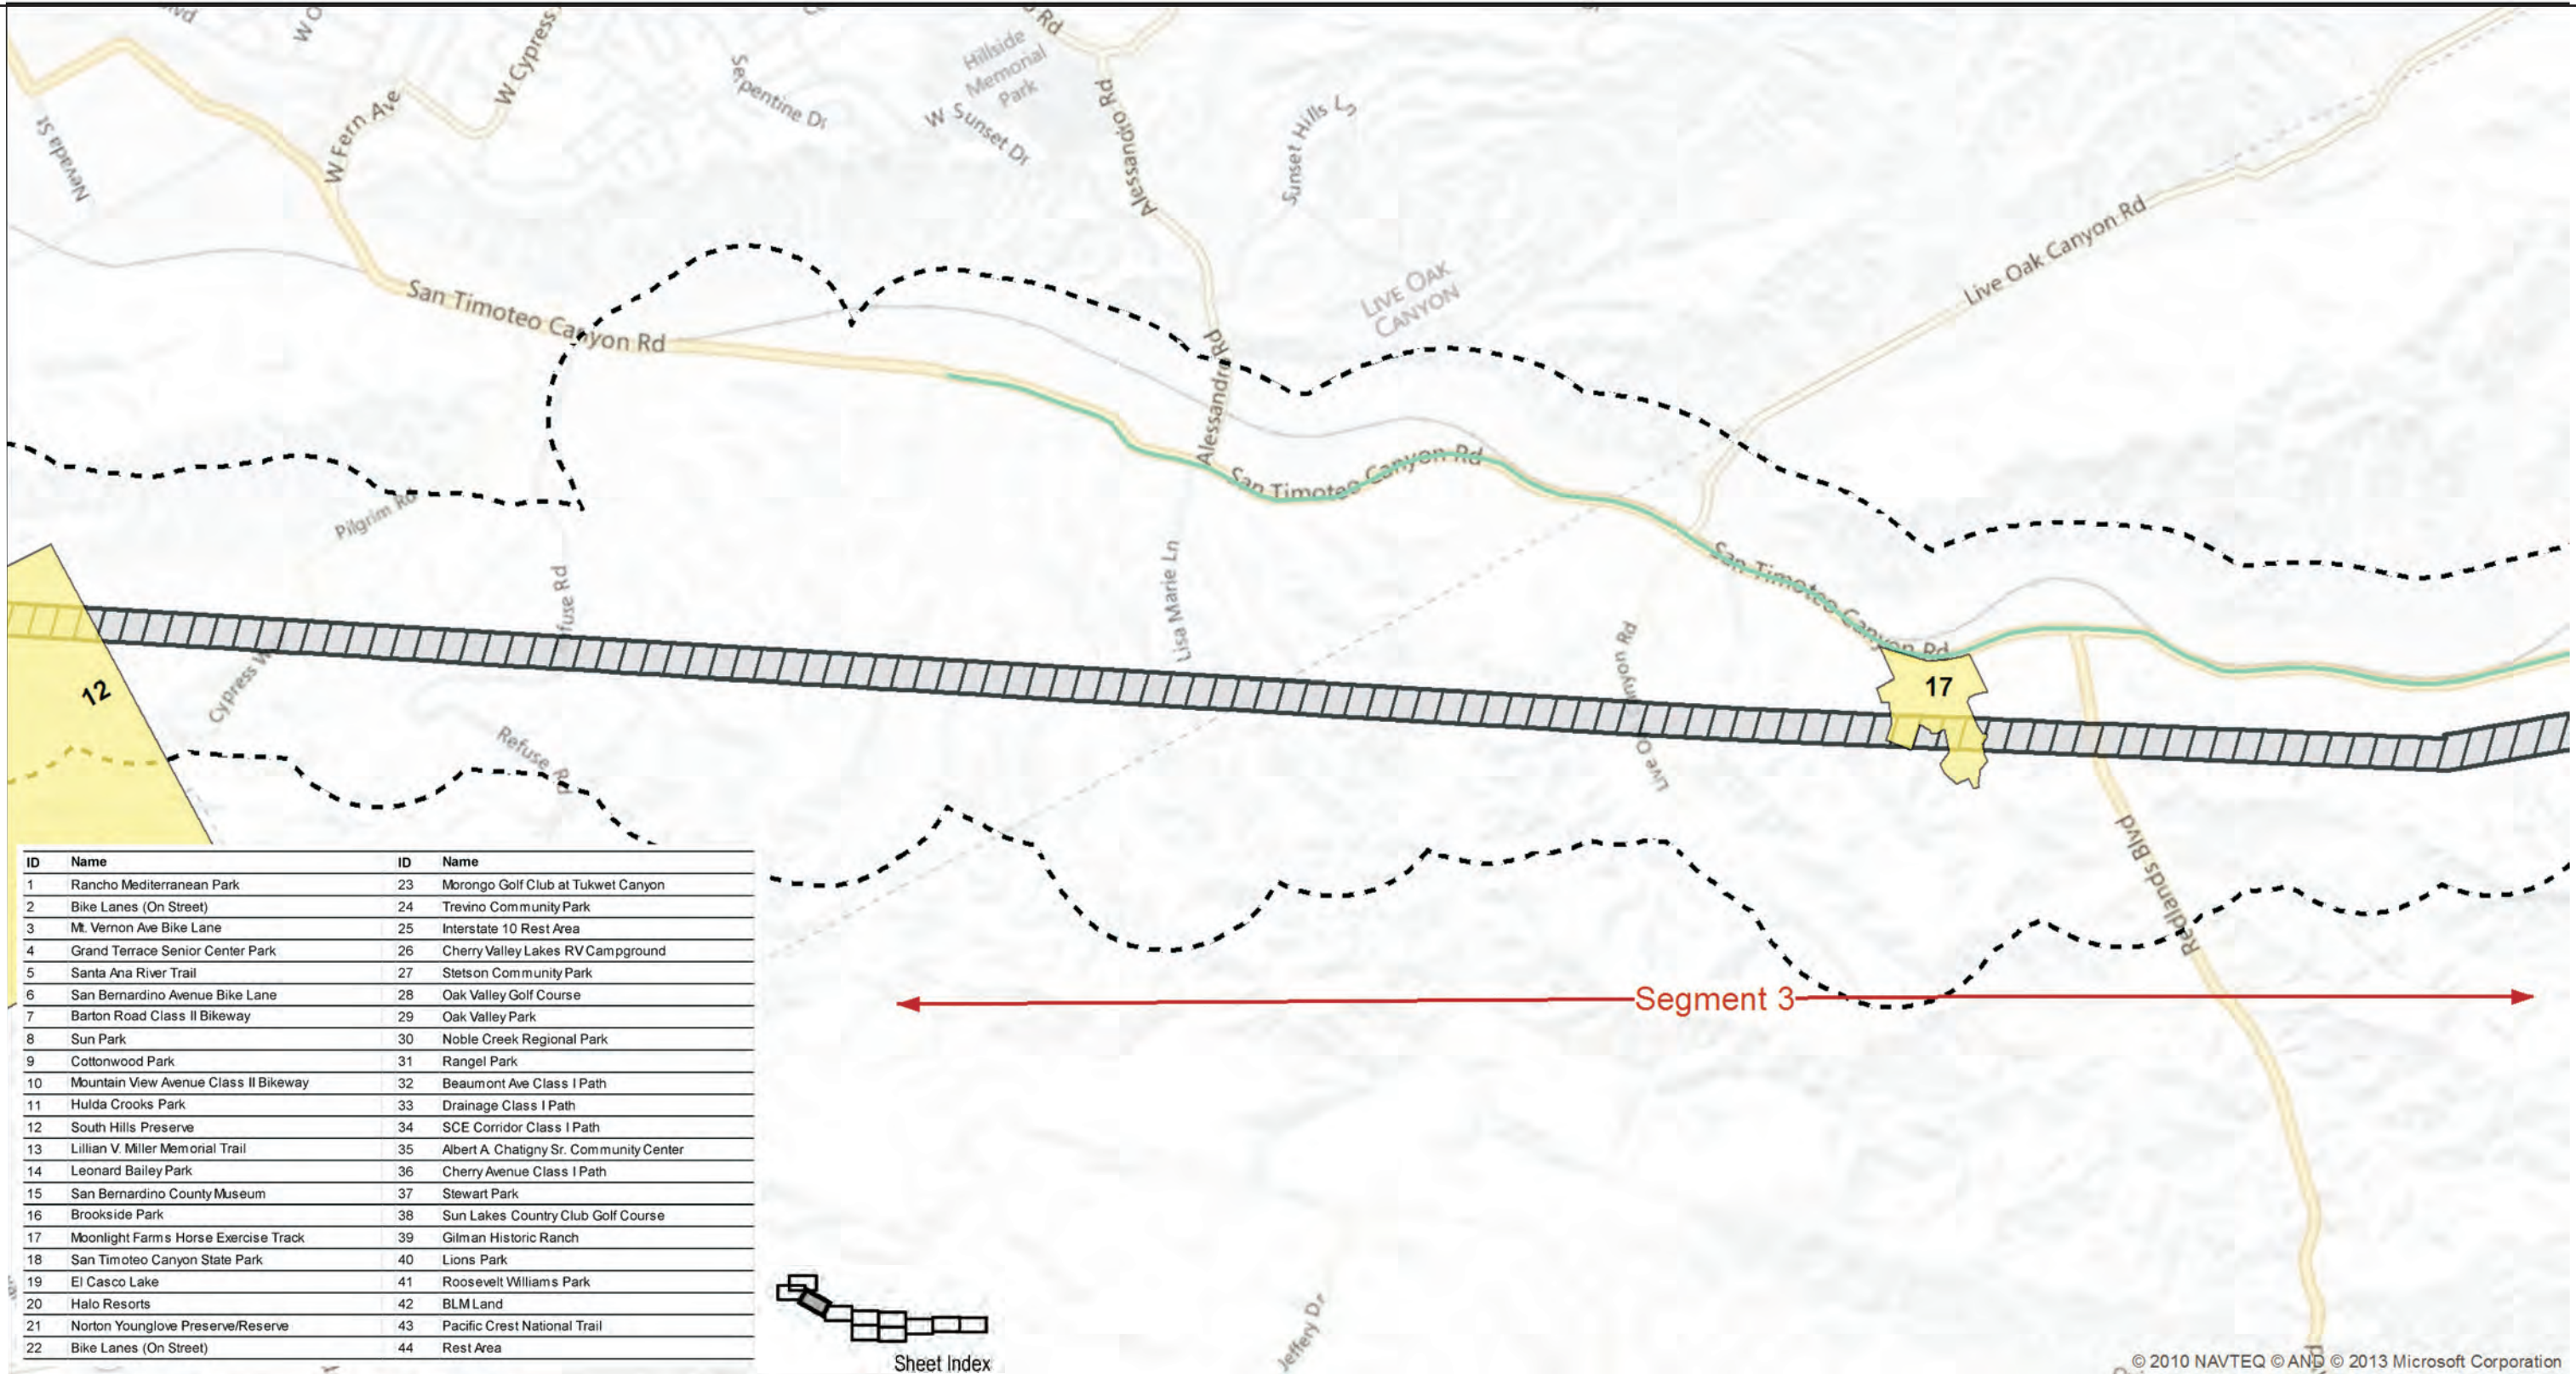 W Cypress
Hillside
Memorial
Park
W Fern Ave
Nevada St
Serpentine Dr
W Sunset Dr
Alessandro Rd
Sunset Hills Ln
Live Oak Canyon Rd
LIVE OAK
CANYON
San Timoteo Canyon Rd
Alessandro Rd
San Timoteo Canyon Rd
Pilgrim Rd
San Timoteo Canyon Rd
Lisa Marie Ln
17
12
Refuse Rd
Redlands Blvd
Segment 3
ID Name ID Name
1 Rancho Mediterranean Park 23 Morongo Golf Club at Tukwet Canyon
2 Bike Lanes (On Street) 24 Trevino Community Park
3 Mt. Vernon Ave Bike Lane 25 Interstate 10 Rest Area
4 Grand Terrace Senior Center Park 26 Cherry Valley Lakes RV Campground
5 Santa Ana River Trail 27 Stetson Community Park
6 San Bernardino Avenue Bike Lane 28 Oak Valley Golf Course
7 Barton Road Class II Bikeway 29 Oak Valley Park
8 Sun Park 30 Noble Creek Regional Park
9 Cottonwood Park 31 Rangel Park
10 Mountain View Avenue Class II Bikeway 32 Beaumont Ave Class I Path
11 Hulda Crooks Park 33 Drainage Class I Path
12 South Hills Preserve 34 SCE Corridor Class I Path
13 Lillian V. Miller Memorial Trail 35 Albert A. Chatigny Sr. Community Center
14 Leonard Bailey Park 36 Cherry Avenue Class I Path
15 San Bernardino County Museum 37 Stewart Park
16 Brookside Park 38 Sun Lakes Country Club Golf Course
17 Moonlight Farms Horse Exercise Track 39 Gilman Historic Ranch
18 San Timoteo Canyon State Park 40 Lions Park
19 El Casco Lake 41 Roosevelt Williams Park
20 Halo Resorts 42 BLM Land
21 Norton Younglove Preserve/Reserve 43 Pacific Crest National Trail
22 Bike Lanes (On Street) 44 Rest Area
Sheet Index
Jeffery Dr
© 2010 NAVTEQ © AND © 2013 Microsoft Corporation